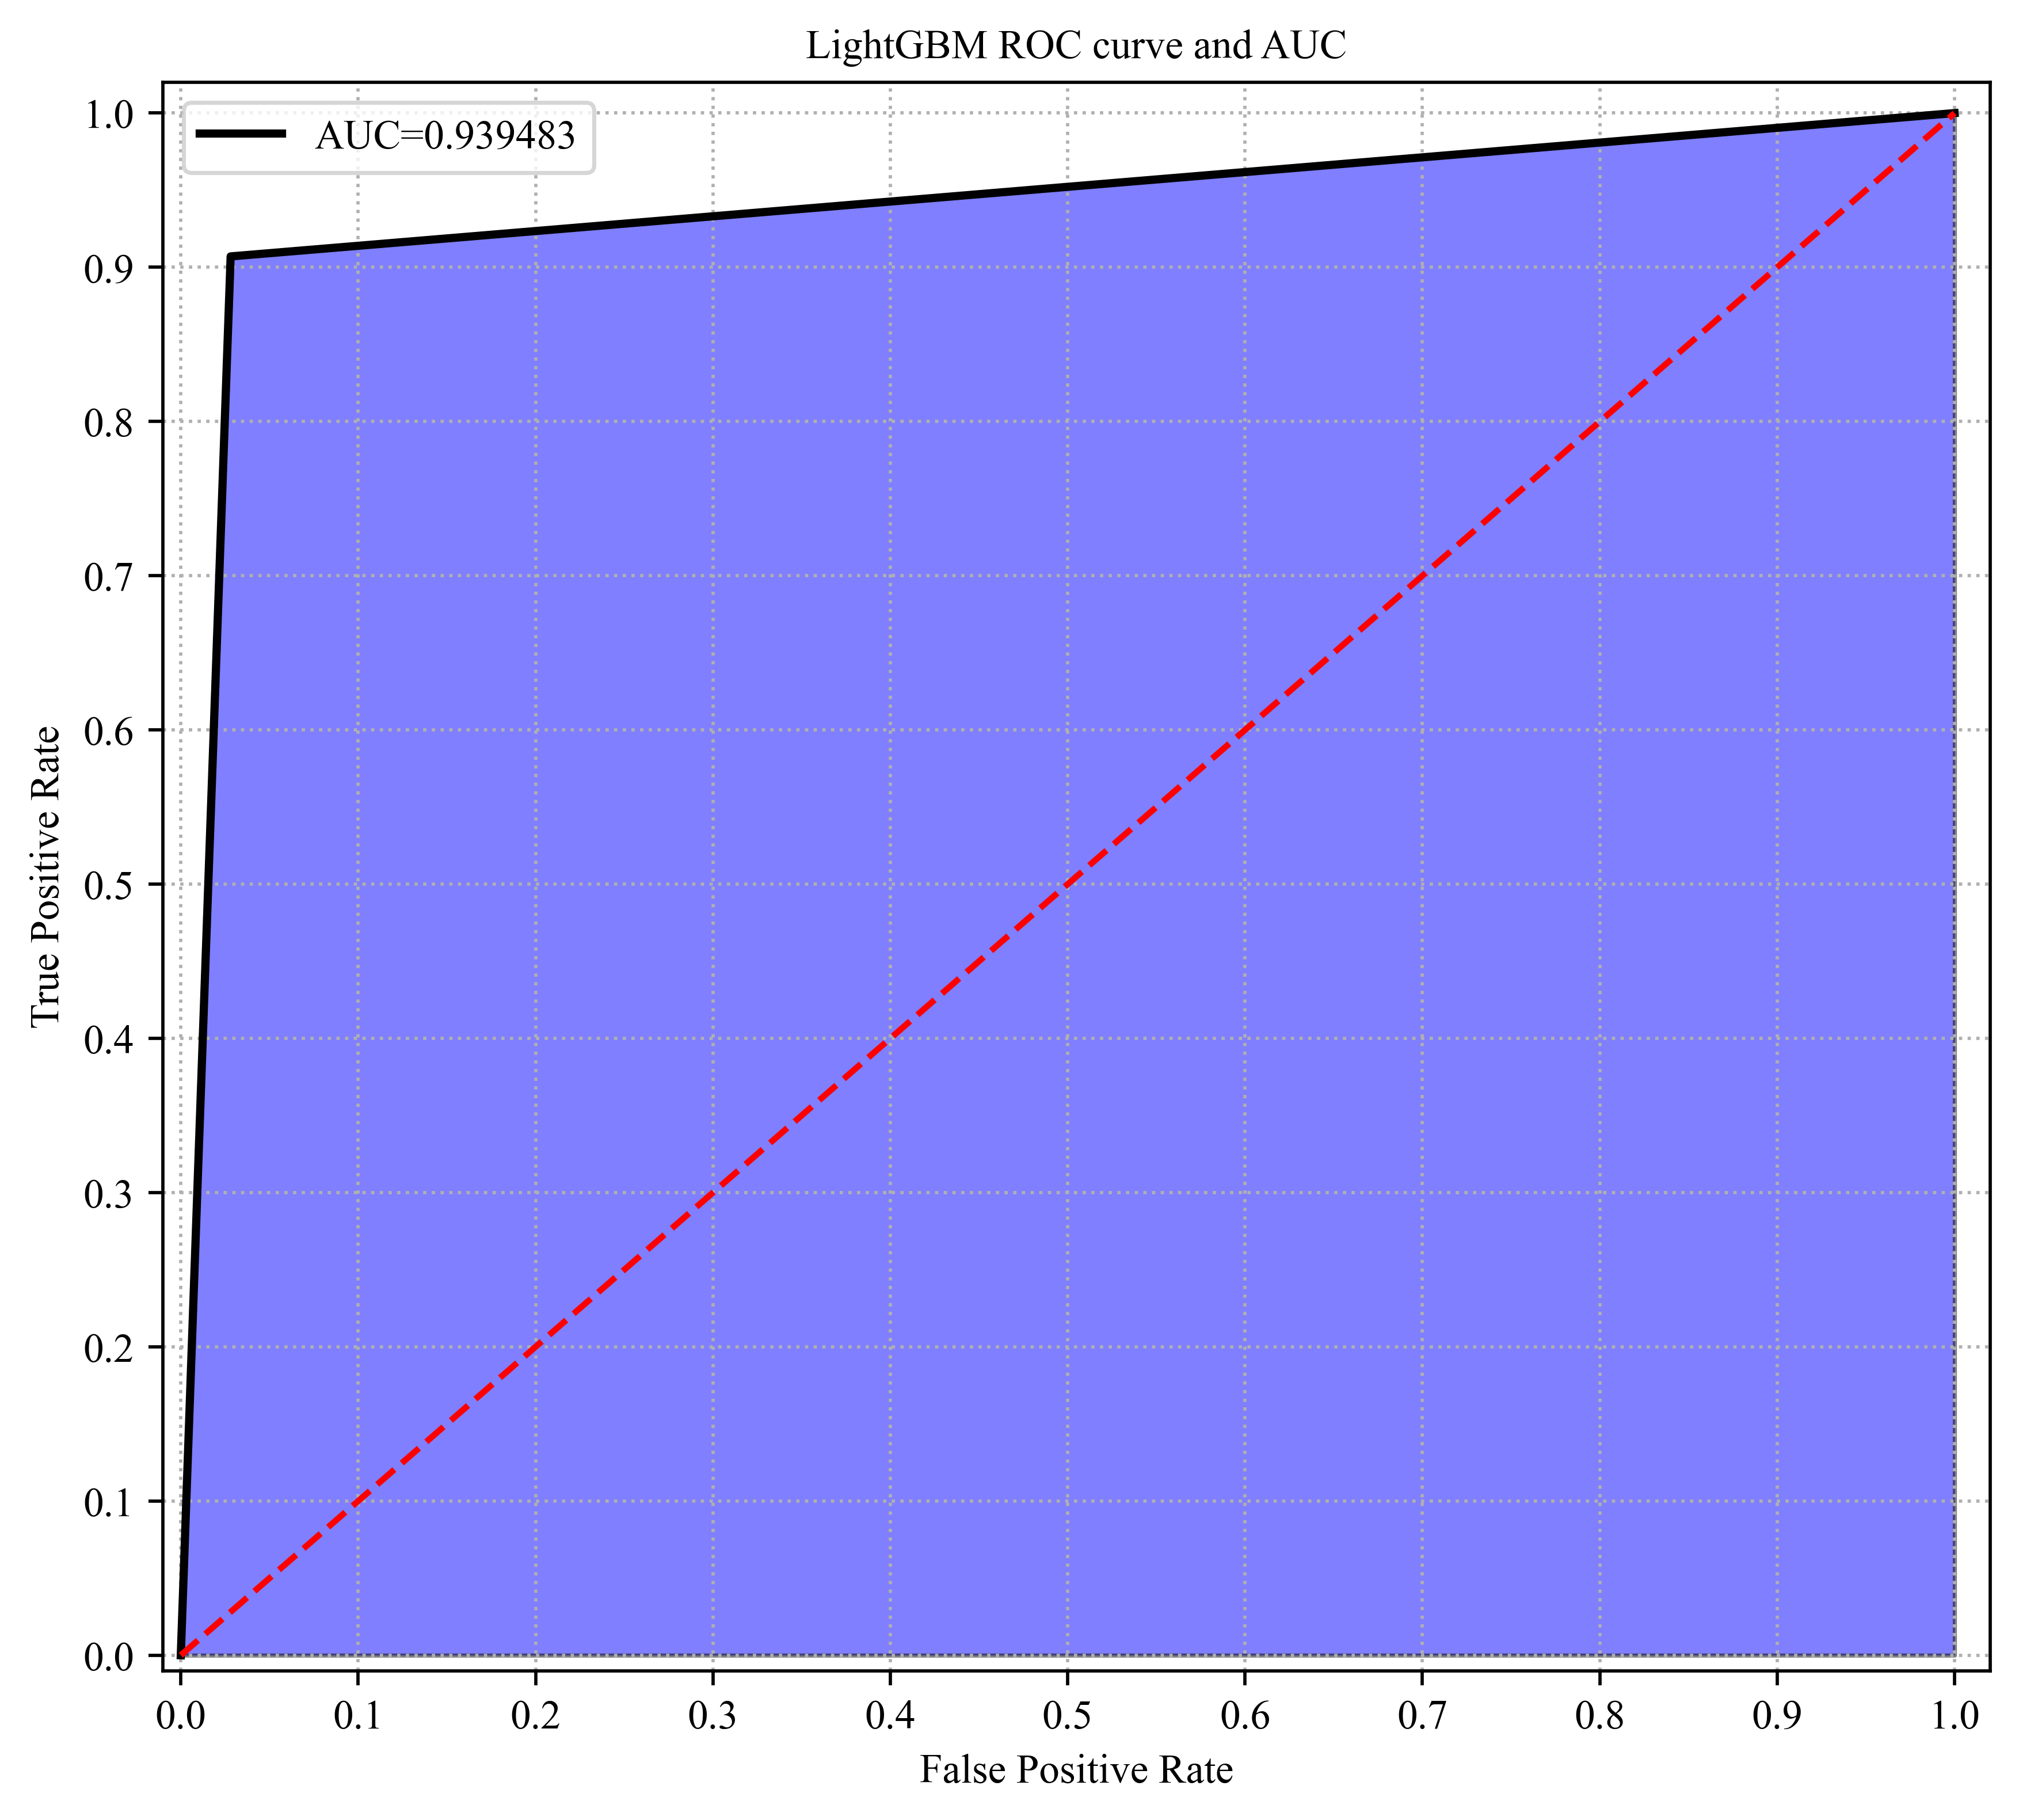 LightGBM ROC curve and AUC
AUC=0.939483
1.0
0.9
0.8
0.7
0.6
0.5
0.4
0.3
0.2
0.1
0.0
True Positive Rate
0.0 0.1 0.2 0.3 0.4 0.5 0.6 0.7 0.8 0.9 1.0
False Positive Rate